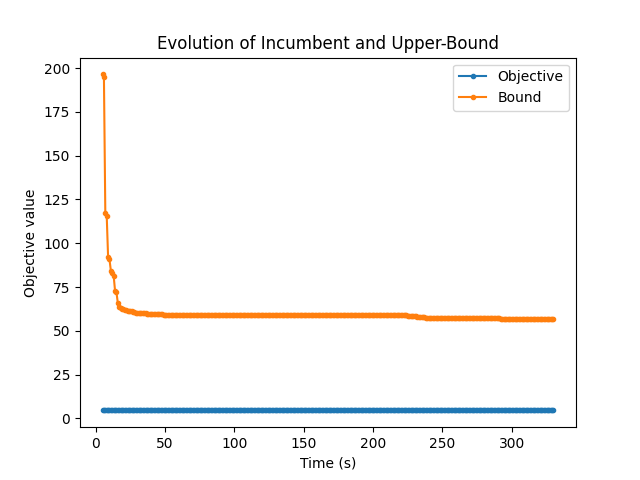 Evolution of Incumbent and Upper-Bound
Objective
Bound
Objective value
200
175
150
125
100
75
50
25
0
0 50 100 150 200 250 300
Time (s)